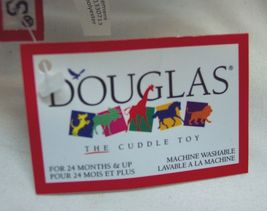 DOUGLAS®
THE CUDDLE TOY
FOR 24 MONTHS & UP
POUR 24 MOIS ET PLUS
MACHINE WASHABLE
LAVABLE A LA MACHINE